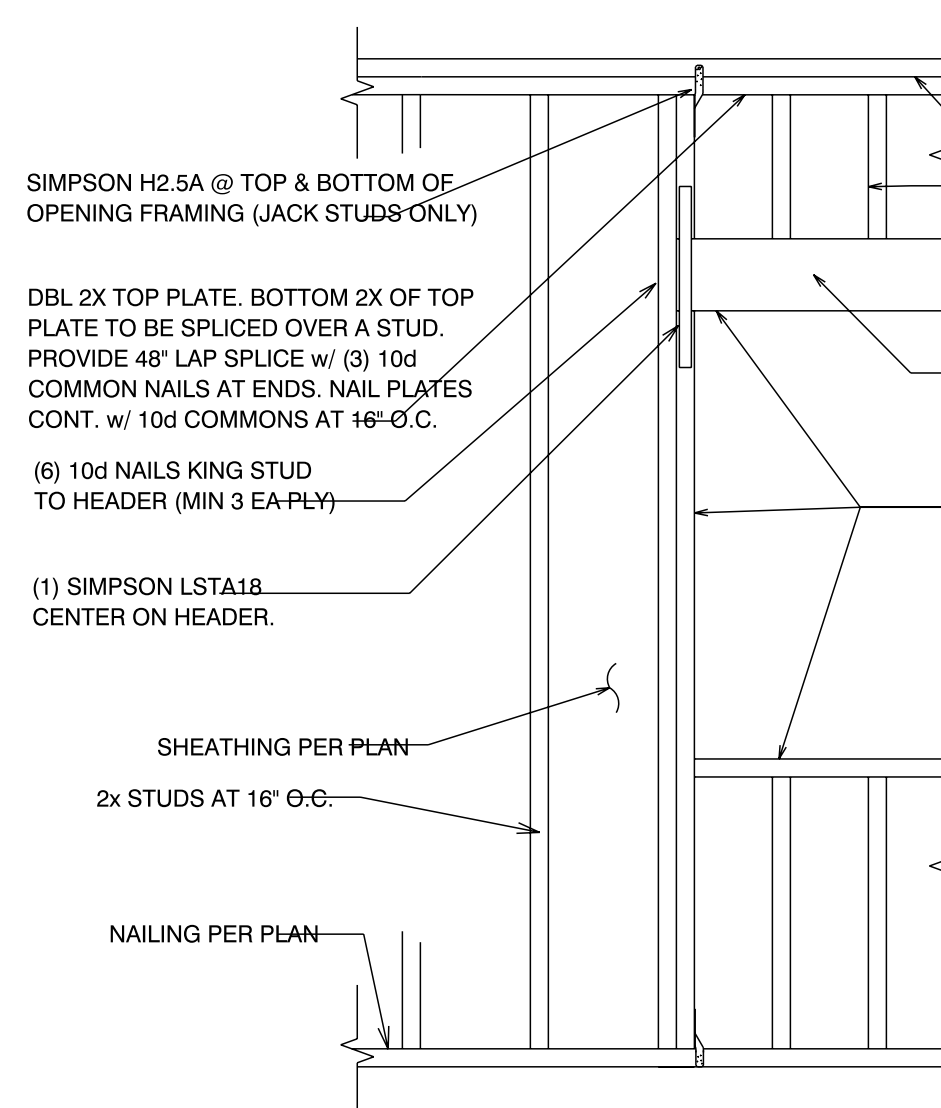 SIMPSON H2.5A @ TOP & BOTTOM OF
OPENING FRAMING (JACK STUDS ONLY)
DBL 2X TOP PLATE. BOTTOM 2X OF TOP
PLATE TO BE SPLICED OVER A STUD.
PROVIDE 48" LAP SPLICE w/ (3) 10d
COMMON NAILS AT ENDS. NAIL PLATES
CONT. w/ 10d COMMONS AT 16" O.C.
(6) 10d NAILS KING STUD
TO HEADER (MIN 3 EA PLY)
(1) SIMPSON LSTA18
CENTER ON HEADER.
SHEATHING PER PLAN
2x STUDS AT 16" O.C.
NAILING PER PLAN